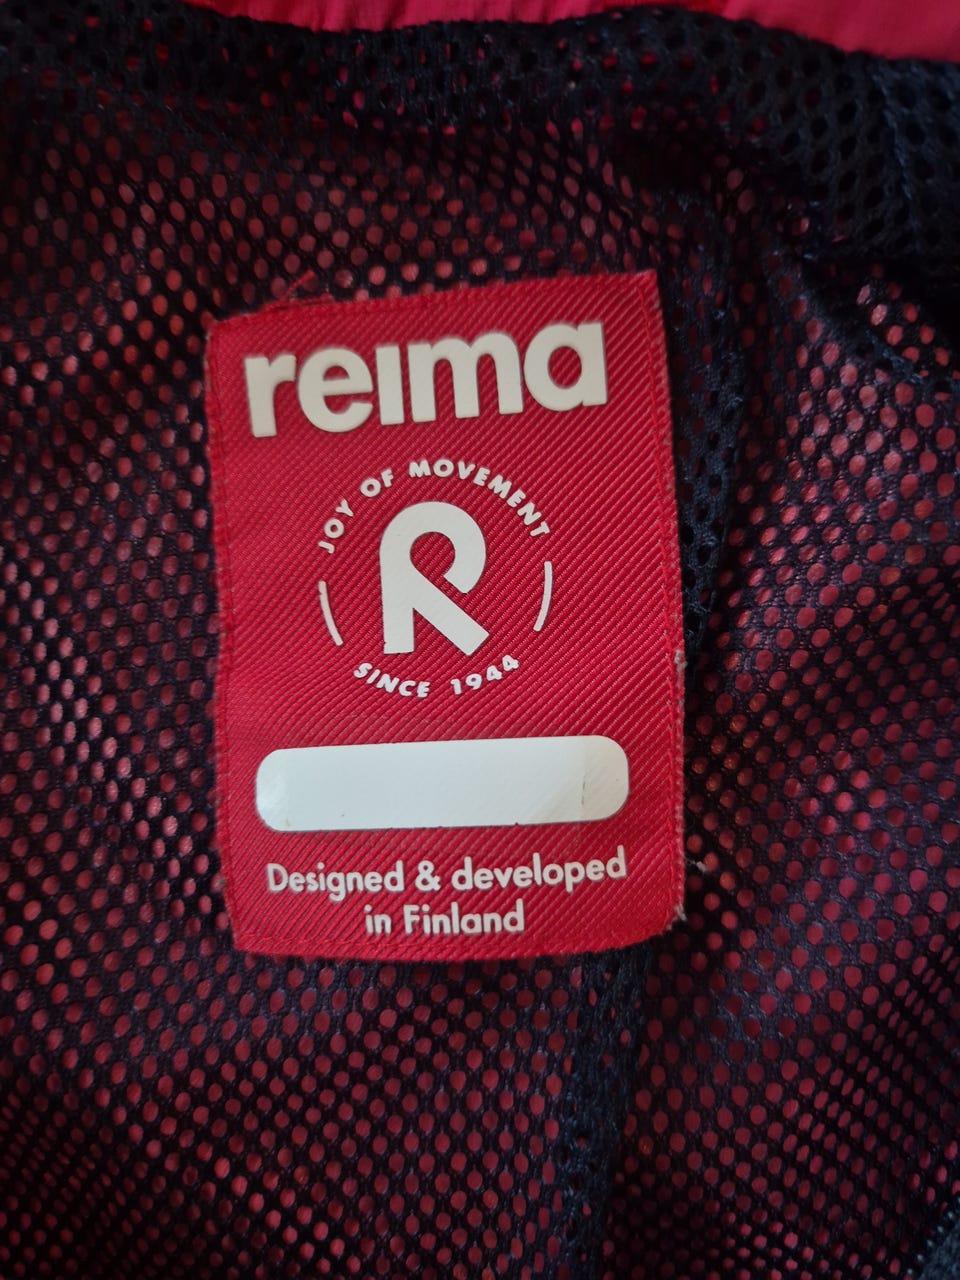 reima
JOY OF MOVEMENT
R
SINCE 1944
Designed & developed
in Finland